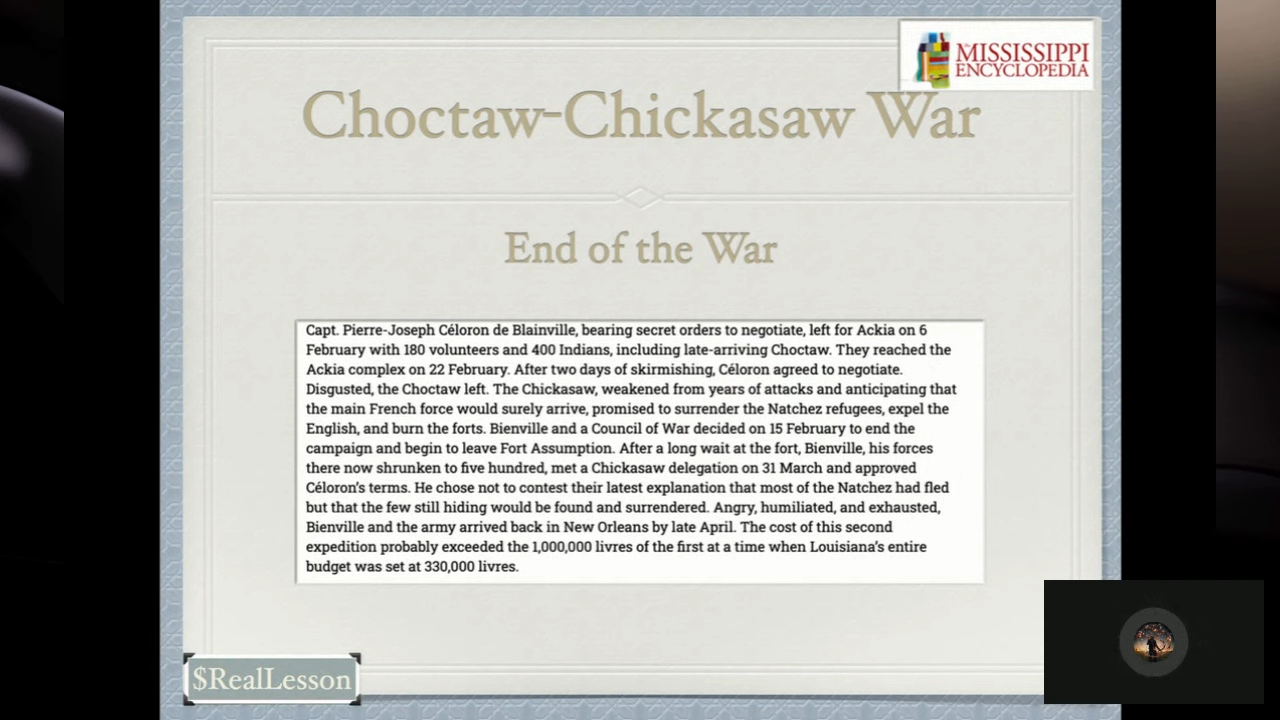 MISSISSIPPI
ENCYCLOPEDIA
Choctaw-Chickasaw War
End of the War
Capt. Pierre-Joseph Céloron de Blainville, bearing secret orders to negotiate, left for Ackia on 6
February with 180 volunteers and 400 Indians, including late-arriving Choctaw. They reached the
Ackia complex on 22 February. After two days of skirmishing, Céloron agreed to negotiate.
Disgusted, the Choctaw left. The Chickasaw, weakened from years of attacks and anticipating that
the main French force would surely arrive, promised to surrender the Natchez refugees, expel the
English, and burn the forts. Bienville and a Council of War decided on 15 February to end the
campaign and begin to leave Fort Assumption. After a long wait at the fort, Bienville, his forces
there now shrunken to five hundred, met a Chickasaw delegation on 31 March and approved
Céloron's terms. He chose not to contest their latest explanation that most of the Natchez had fled
but that the few still hiding would be found and surrendered. Angry, humiliated, and exhausted,
Bienville and the army arrived back in New Orleans by late April. The cost of this second
expedition probably exceeded the 1,000,000 livres of the first at a time when Louisiana's entire
budget was set at 330,000 livres.
$RealLesson